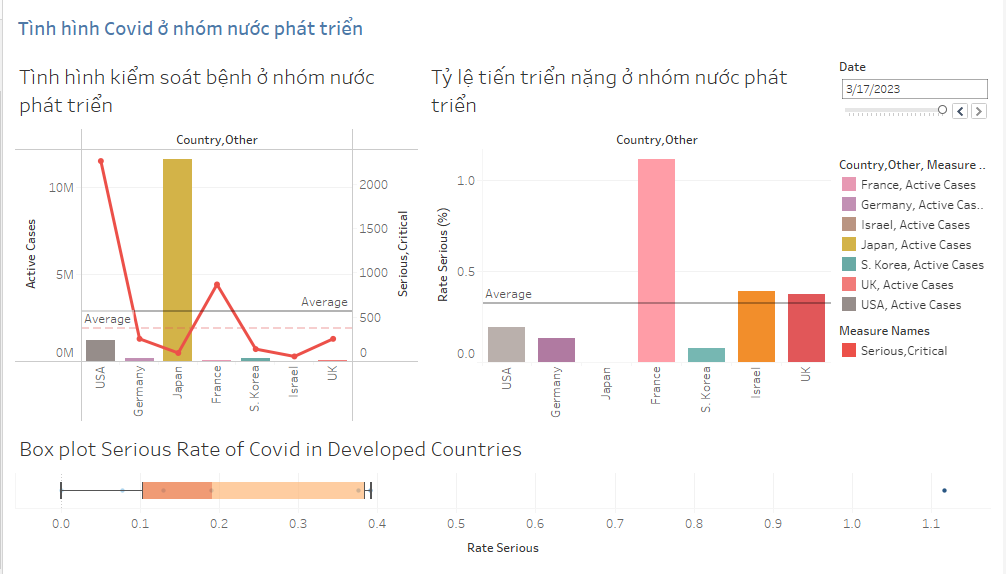 Tình hình Covid ở nhóm nước phát triển
Tình hình kiểm soát bệnh ở nhóm nước
phát triển
Country,Other
Active Cases
10M
5M
0M
Average
Average
2000
1500
1000
500
0
Serious,Critical
USA
Germany
Japan
France
S. Korea
Israel
UK
Tỷ lệ tiến triển nặng ở nhóm nước phát
triển
Country,Other
Rate Serious (%)
1.0
0.5
0.0
Average
USA
Germany
Japan
France
S. Korea
Israel
UK
Date
3/17/2023
Country,Other, Measure ..
France, Active Cases
Germany, Active Cas..
Israel, Active Cases
Japan, Active Cases
S. Korea, Active Cases
UK, Active Cases
USA, Active Cases
Measure Names
Serious,Critical
Box plot Serious Rate of Covid in Developed Countries
0.0 0.1 0.2 0.3 0.4 0.5 0.6 0.7 0.8 0.9 1.0 1.1
Rate Serious